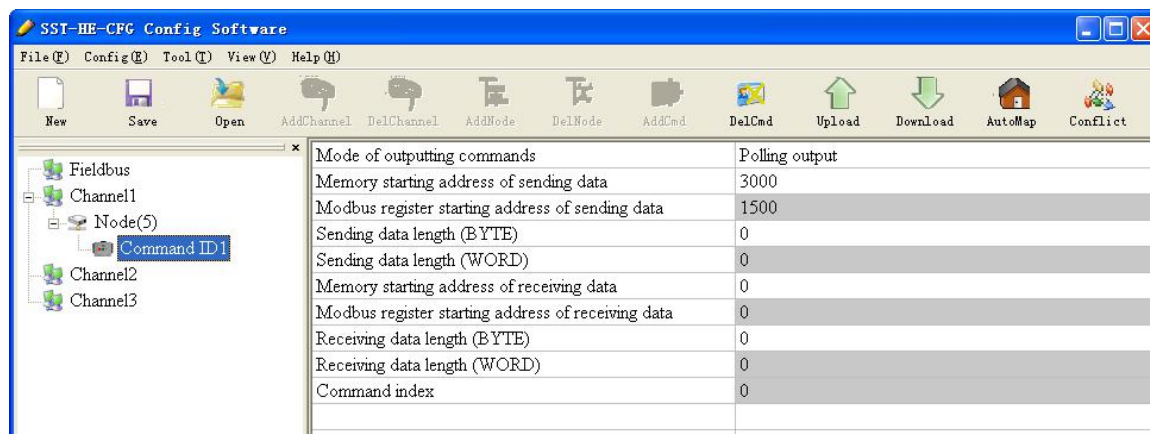 SST-HE-CFG Config Software
File(F) Config(E) Tool(T) View(V) Help(H)
New Save Open AddChannel DelChannel AddNode DelNode AddCmd DelCmd Upload Download AutoMap Conflict
Fieldbus
Channel1
Node(5)
Command ID1
Channel2
Channel3
Mode of outputting commands Polling output
Memory starting address of sending data 3000
Modbus register starting address of sending data 1500
Sending data length (BYTE) 0
Sending data length (WORD) 0
Memory starting address of receiving data 0
Modbus register starting address of receiving data 0
Receiving data length (BYTE) 0
Receiving data length (WORD) 0
Command index 0